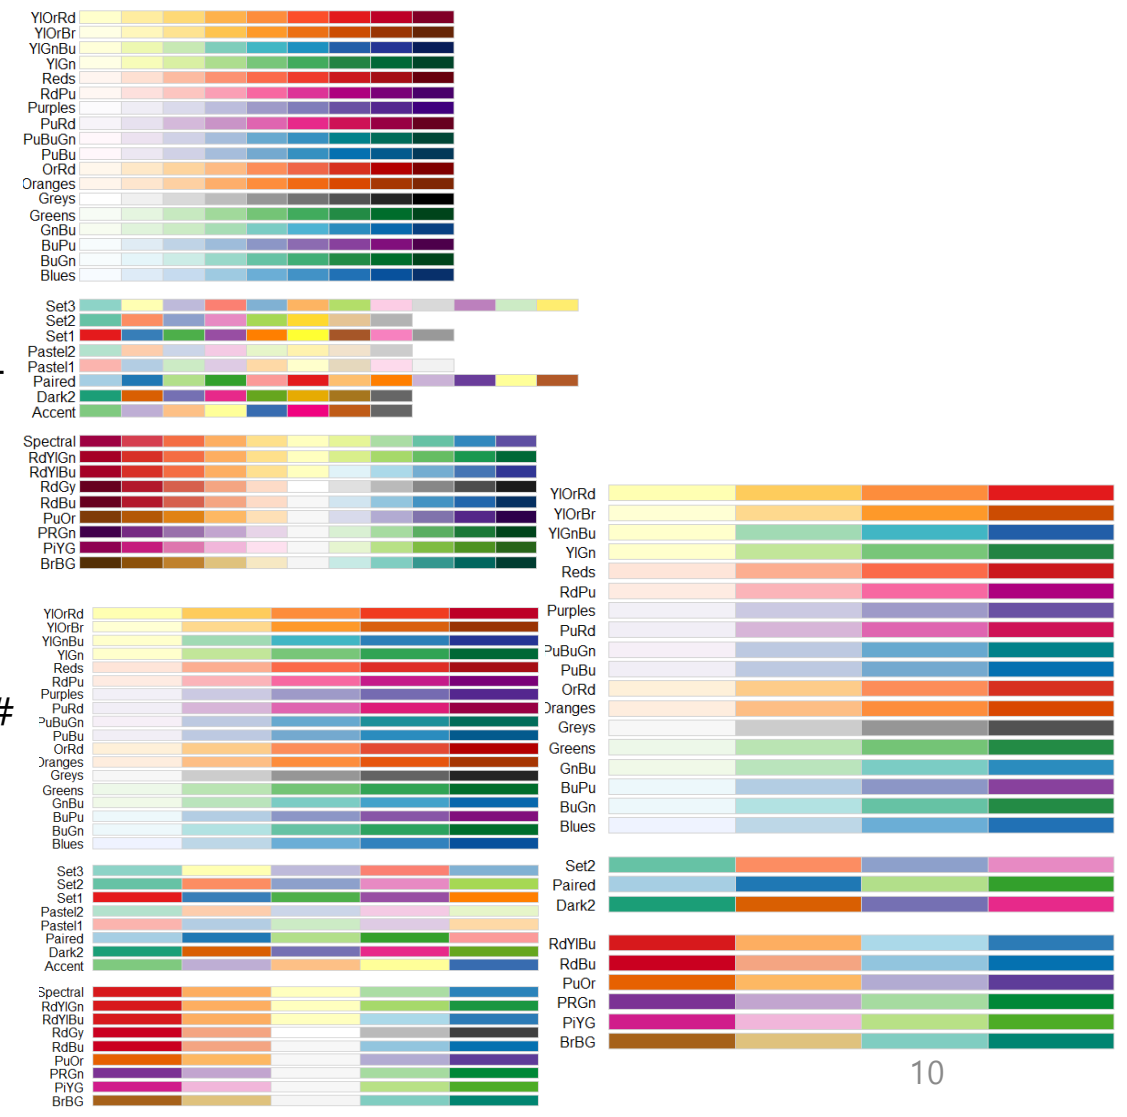 YlOrRd
YlOrBr
YlGnBu
YlGn
Reds
RdPu
Purples
PuRd
PuBuGn
PuBu
OrRd
Oranges
Greys
Greens
GnBu
BuPu
BuGn
Blues
Set3
Set2
Set1
Pastel2
Pastel1
Paired
Dark2
Accent
Spectral
RdYlGn
RdYlBu
RdGy
RdBu
PuOr
PRGn
PiYG
BrBG
#
YlOrRd
YlOrBr
YlGnBu
YlGn
Reds
RdPu
Purples
PuRd
PuBuGn
PuBu
OrRd
Oranges
Greys
Greens
GnBu
BuPu
BuGn
Blues
Set3
Set2
Set1
Pastel2
Pastel1
Paired
Dark2
Accent
Spectral
RdYlGn
RdYlBu
RdGy
RdBu
PuOr
PRGn
PiYG
BrBG
YlOrRd
YlOrBr
YlGnBu
YlGn
Reds
RdPu
Purples
PuRd
PuBuGn
PuBu
OrRd
Oranges
Greys
Greens
GnBu
BuPu
BuGn
Blues
Set2
Paired
Dark2
RdYlBu
RdBu
PuOr
PRGn
PiYG
BrBG
10